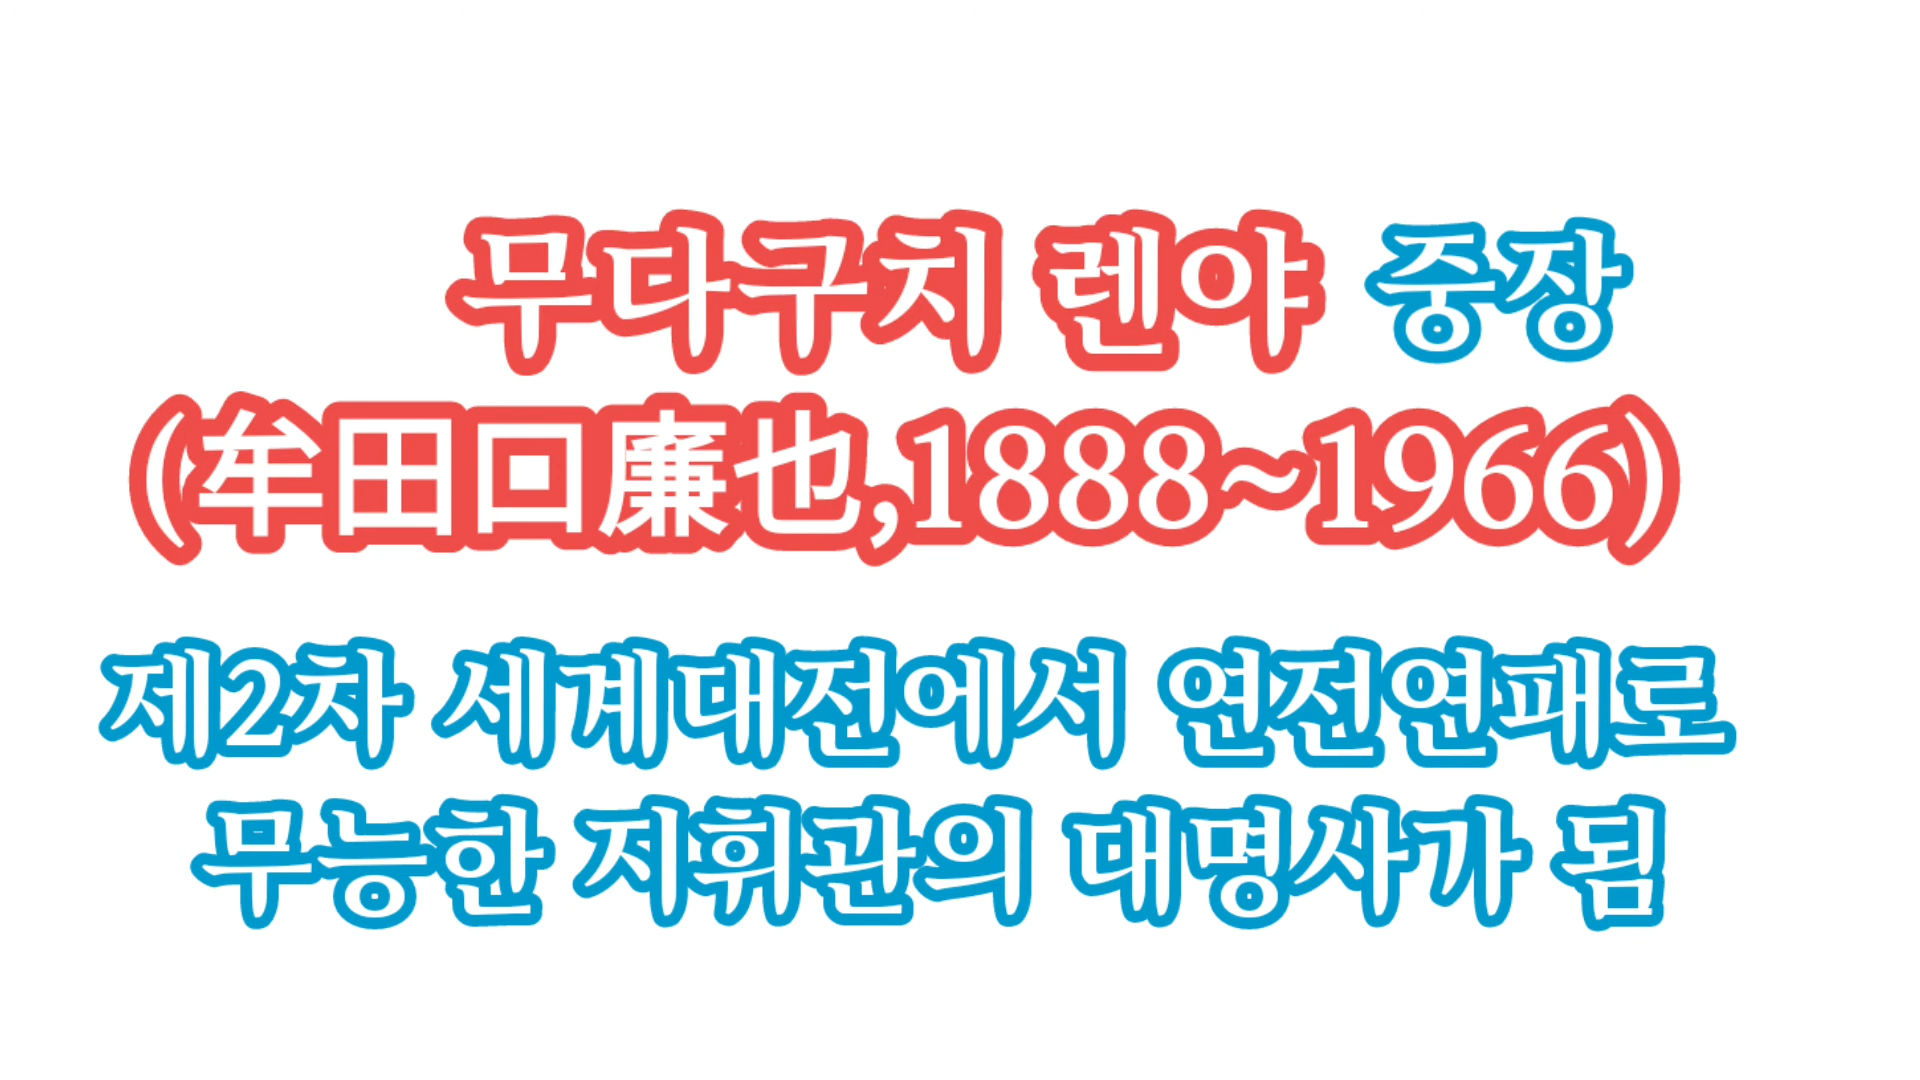 무다구치 렌야 중장
(牟田口廉也,1888~1966)
제2차 세계대전에서 연전연패로
무능한 지휘관의 대명사가 됨